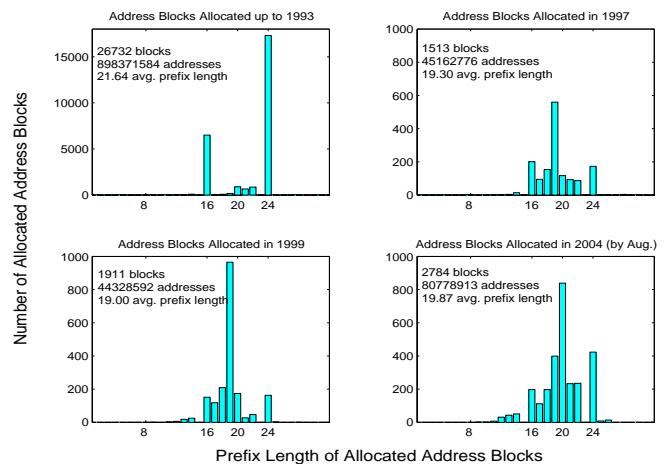 Number of Allocated Address Blocks
Address Blocks Allocated up to 1993
26732 blocks
898371584 addresses
21.64 avg. prefix length
15000
10000
5000
0
8 16 20 24
Address Blocks Allocated in 1997
1513 blocks
45162776 addresses
19.30 avg. prefix length
1000
800
600
400
200
0
8 16 20 24
Address Blocks Allocated in 1999
1911 blocks
44328592 addresses
19.00 avg. prefix length
1000
800
600
400
200
0
8 16 20 24
Address Blocks Allocated in 2004 (by Aug.)
2784 blocks
80778913 addresses
19.87 avg. prefix length
1000
800
600
400
200
0
8 16 20 24
Prefix Length of Allocated Address Blocks